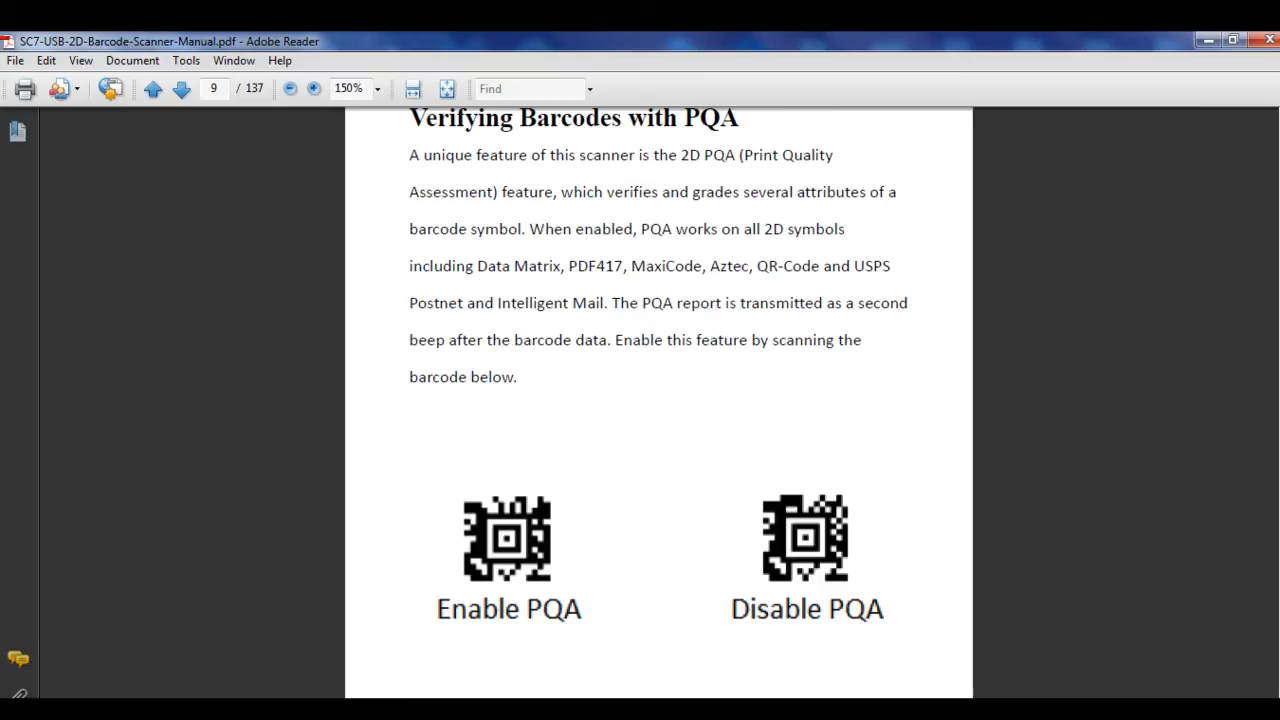 SC7-USB-2D-Barcode-Scanner-Manual.pdf - Adobe Reader
File Edit View Document Tools Window Help
9 / 137 150% Find
Verifying Barcodes with PQA
A unique feature of this scanner is the 2D PQA (Print Quality
Assessment) feature, which verifies and grades several attributes of a
barcode symbol. When enabled, PQA works on all 2D symbols
including Data Matrix, PDF417, MaxiCode, Aztec, QR-Code and USPS
Postnet and Intelligent Mail. The PQA report is transmitted as a second
beep after the barcode data. Enable this feature by scanning the
barcode below.
Enable PQA Disable PQA